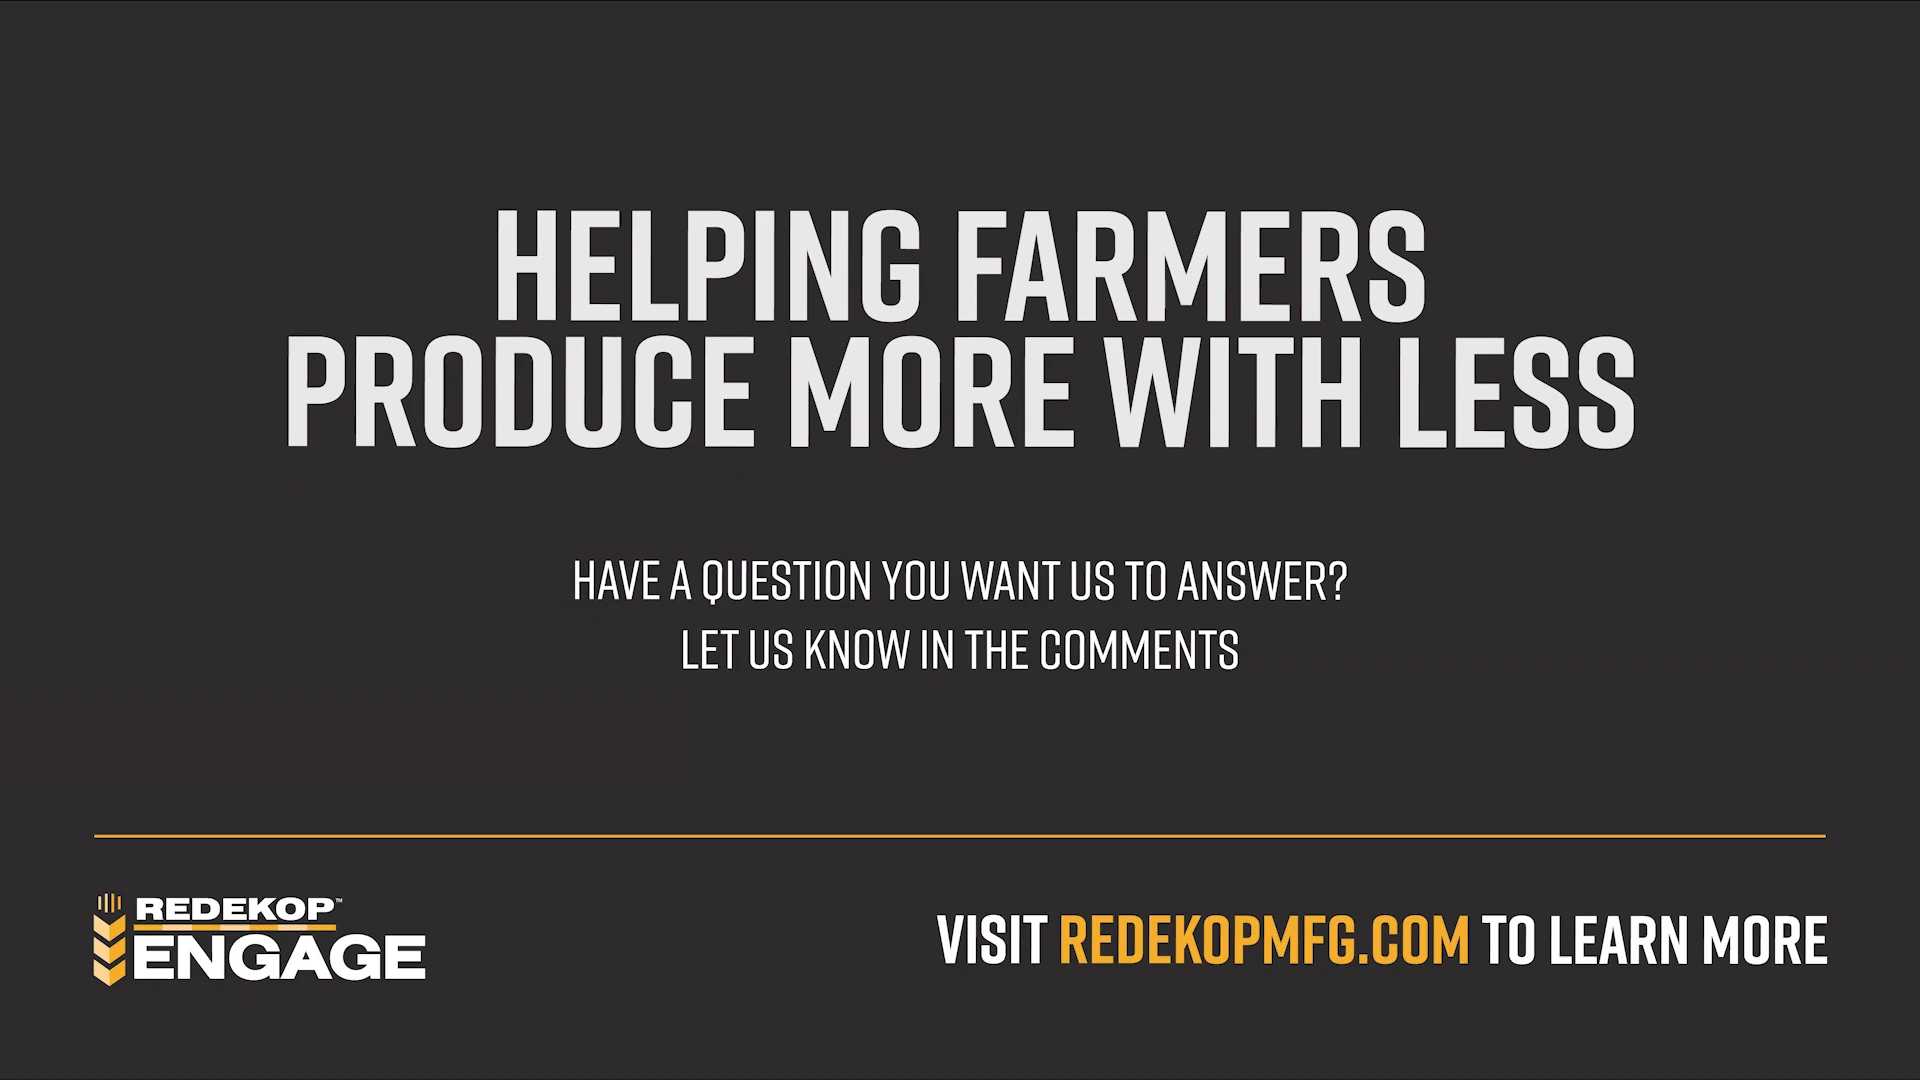 HELPING FARMERS
PRODUCE MORE WITH LESS
HAVE A QUESTION YOU WANT US TO ANSWER?
LET US KNOW IN THE COMMENTS
REDEKOP™
ENGAGE
VISIT REDEKOPMFG.COM TO LEARN MORE